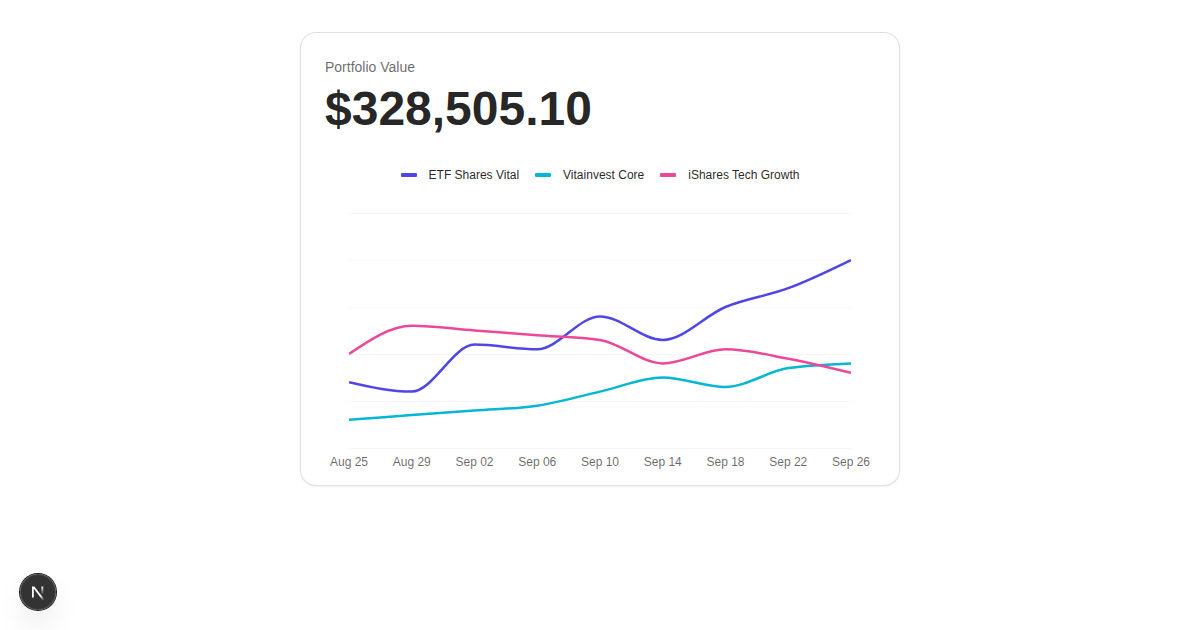 Portfolio Value
$328,505.10
ETF Shares Vital Vitainvest Core iShares Tech Growth
Aug 25 Aug 29 Sep 02 Sep 06 Sep 10 Sep 14 Sep 18 Sep 22 Sep 26
N